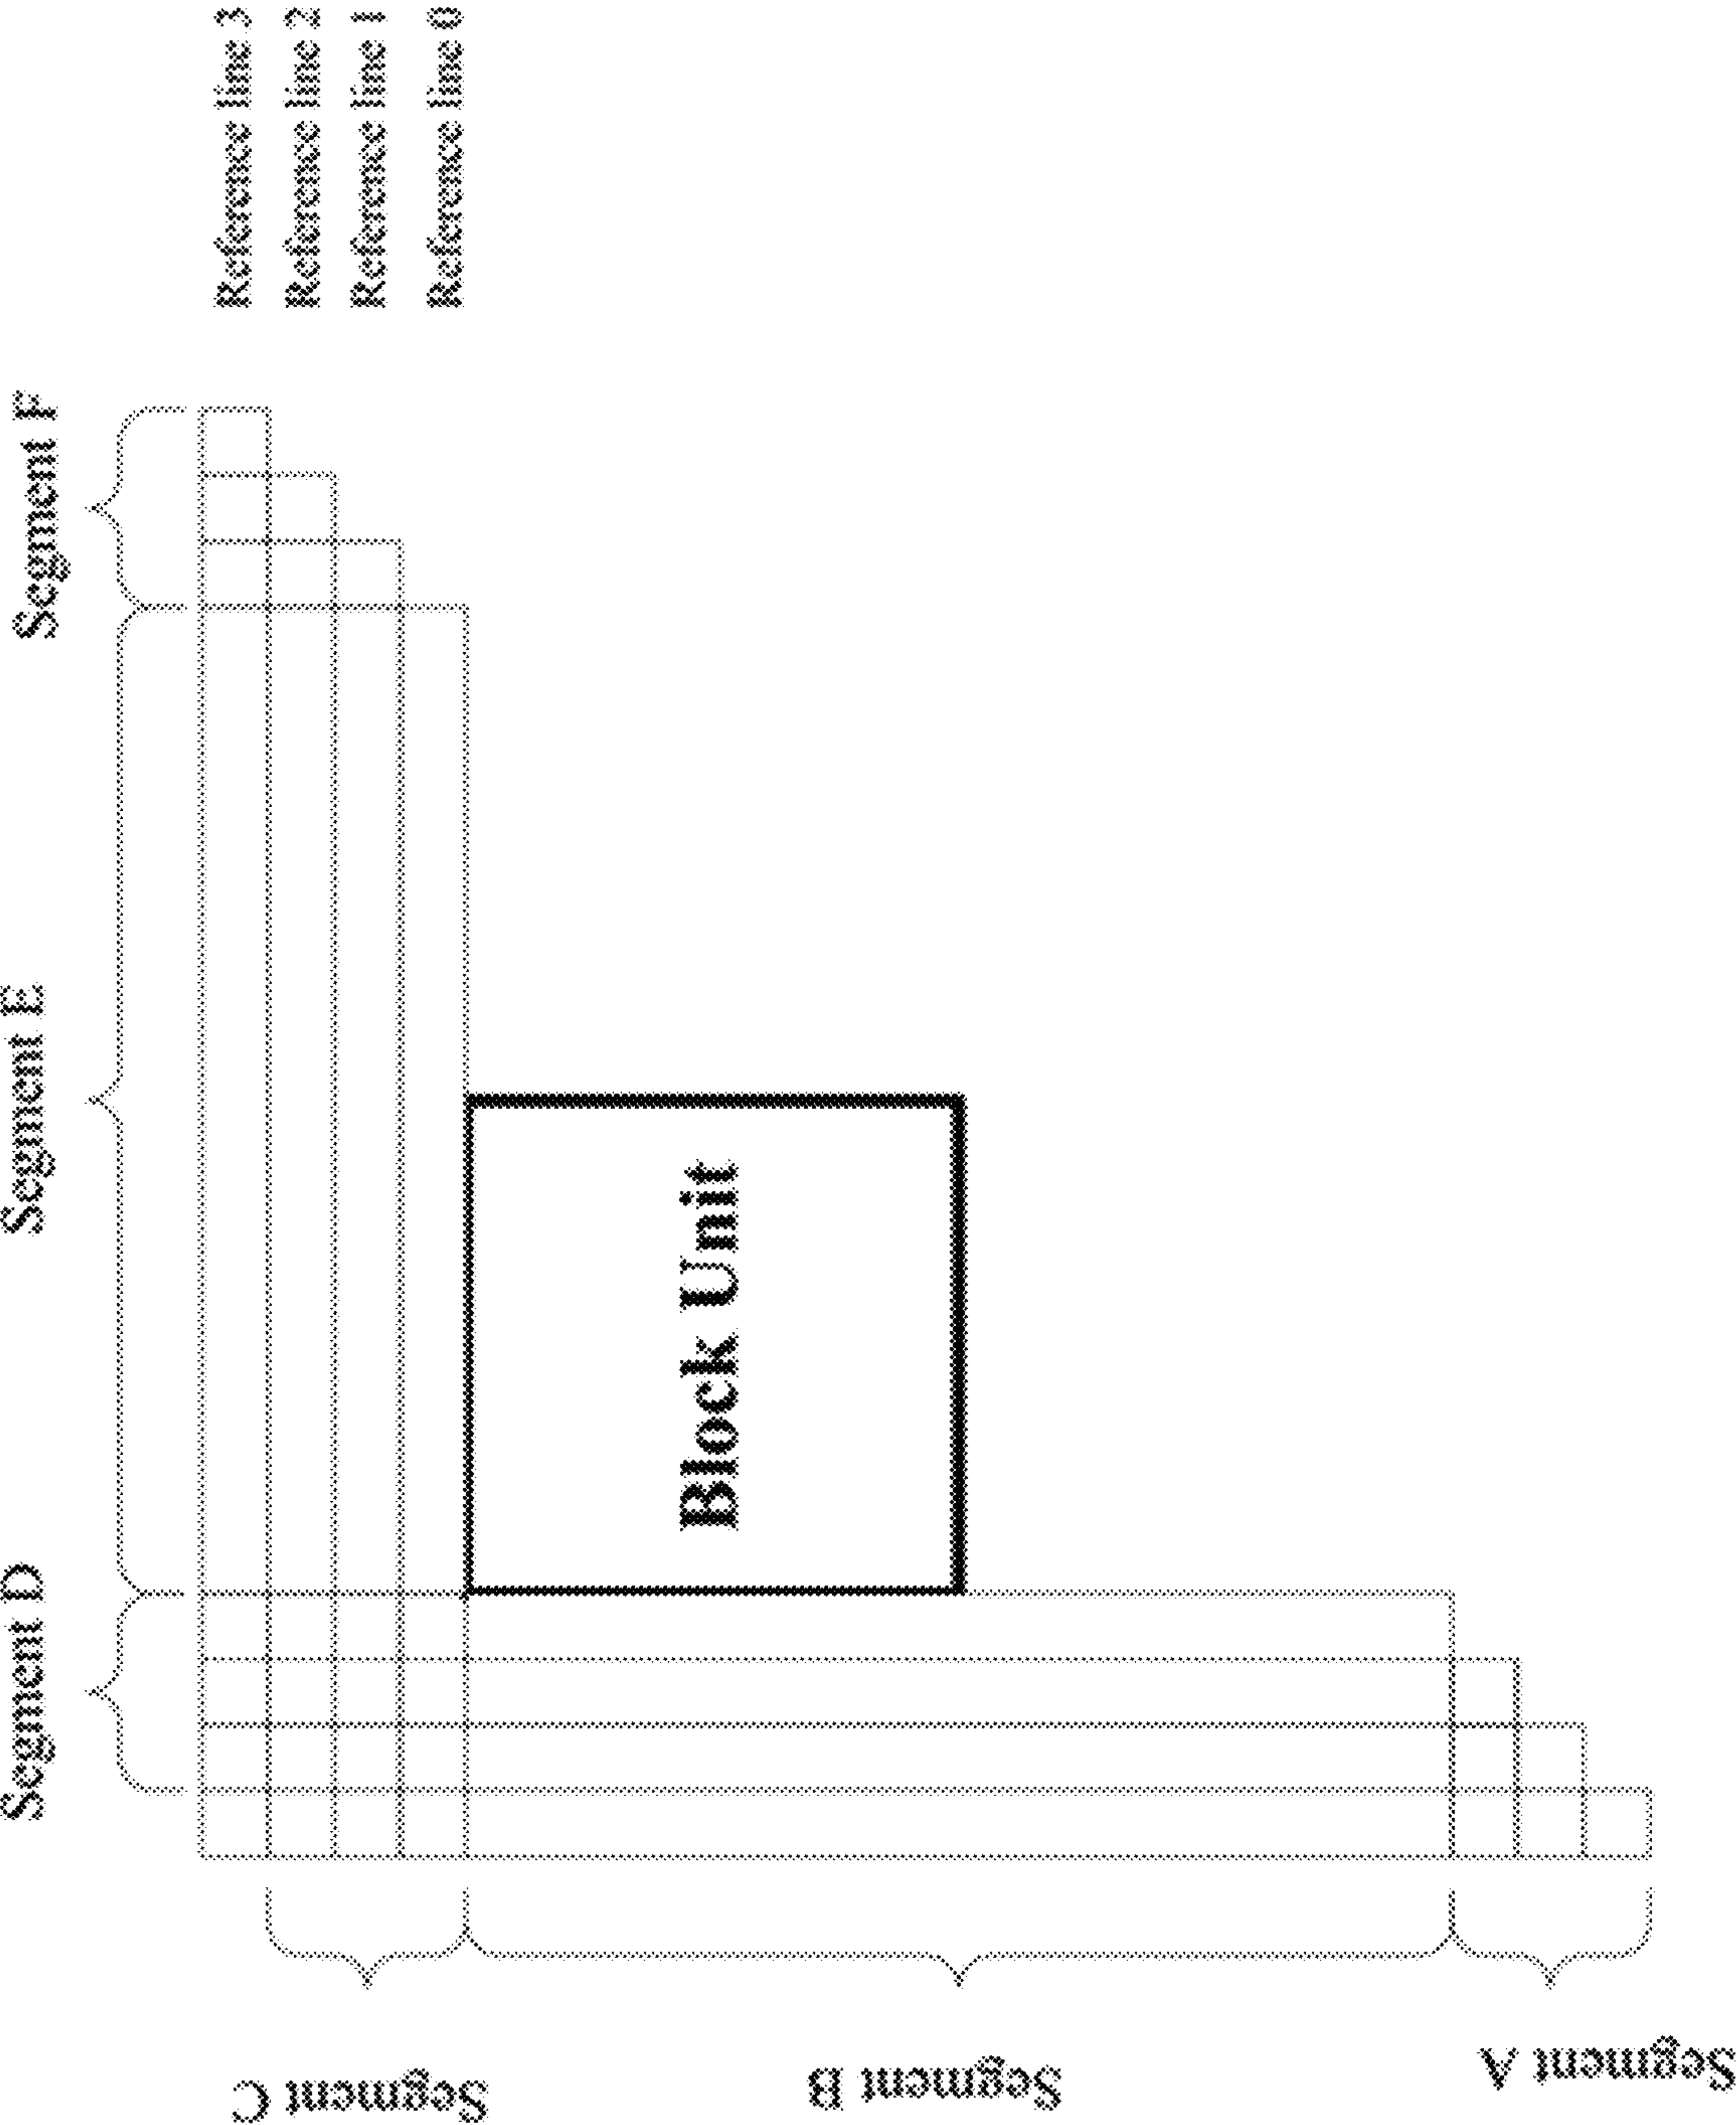 Segment D
Segment E
Segment F
Reference line 3
Reference line 2
Reference line 1
Reference line 0
Block Unit
Segment C
Segment B
Segment A